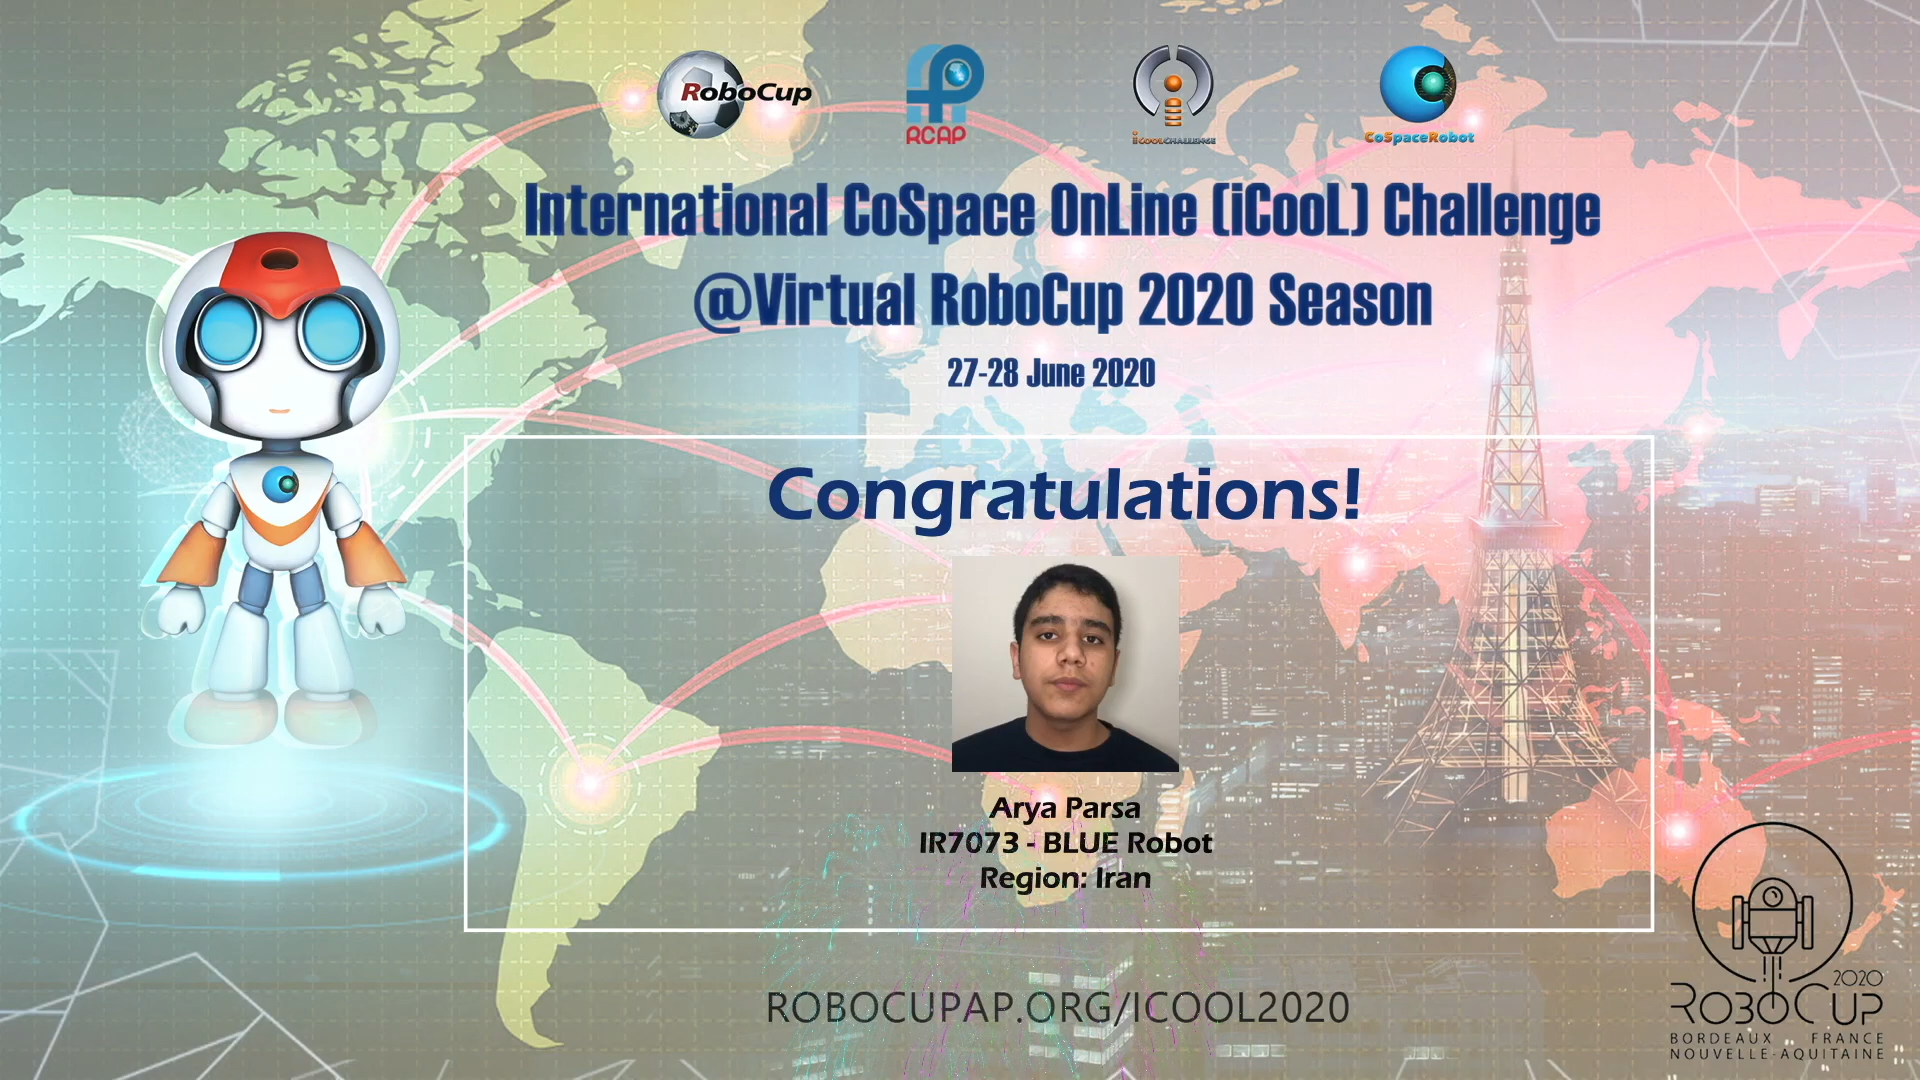 RoboCup
RCAP
iCOOLCHALLENGE
CoSpaceRobot
International CoSpace OnLine (iCooL) Challenge
@Virtual RoboCup 2020 Season
27-28 June 2020
Congratulations!
Arya Parsa
IR7073 - BLUE Robot
Region: Iran
ROBOCUPAP.ORG/ICOOL2020
2020
ROBOCUP
BORDEAUX FRANCE
NOUVELLE-AQUITAINE